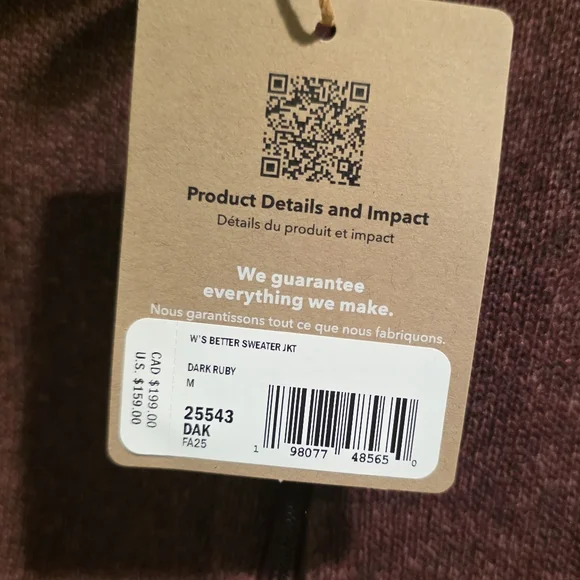 Product Details and Impact
Détails du produit et impact
We guarantee
everything we make.
Nous garantissons tout ce que nous fabriquons.
W'S BETTER SWEATER JKT
DARK RUBY
M
25543
DAK
FA25
CAD $199.00
U.S. $159.00
1 98077 48565 0